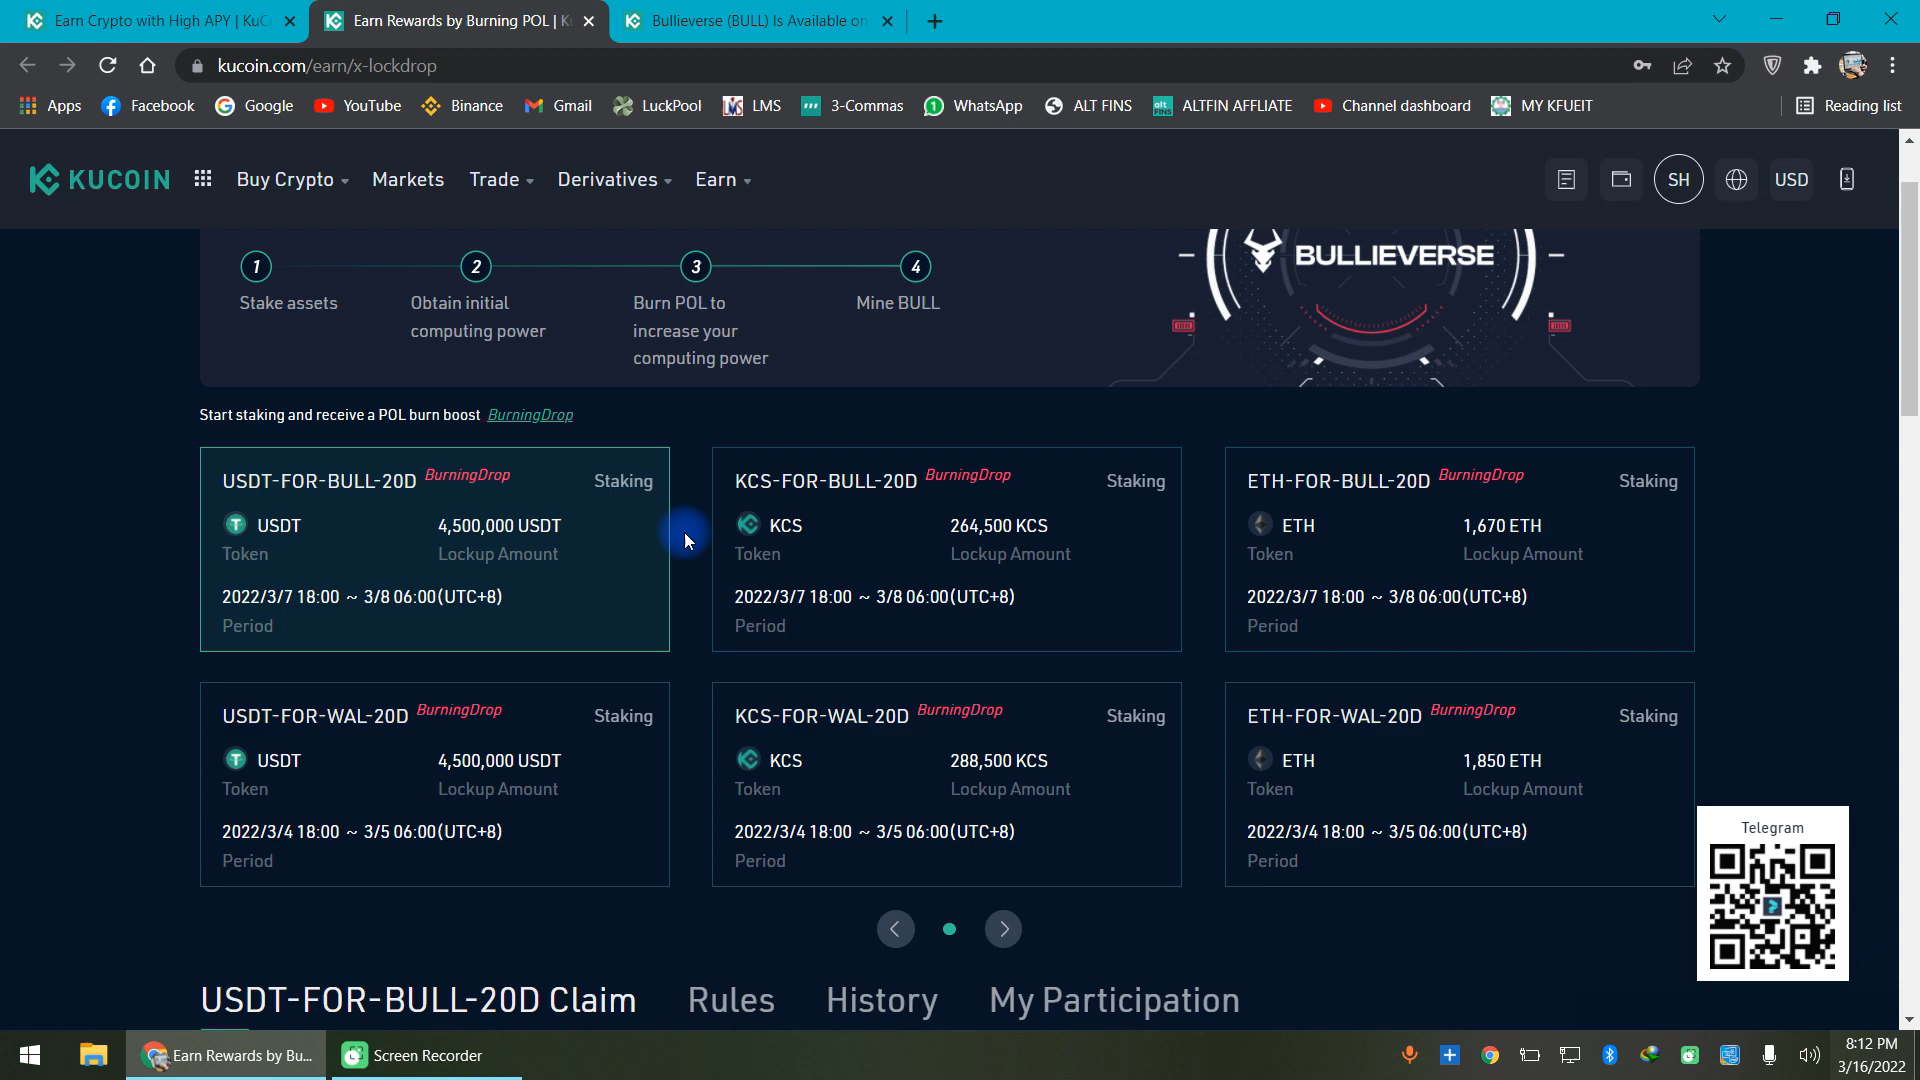 Earn Crypto with High APY | KuC
Earn Rewards by Burning POL | K
Bullieverse (BULL) Is Available on
kucoin.com/earn/x-lockdrop
Apps Facebook Google YouTube Binance Gmail LuckPool LMS 3-Commas WhatsApp ALT FINS ALTFIN AFFLIATE Channel dashboard MY KFUEIT Reading list
KUCOIN Buy Crypto Markets Trade Derivatives Earn SH USD
BULLIEVERSE
1 2 3 4
Stake assets
Obtain initial
computing power
Burn POL to
increase your
computing power
Mine BULL
Start staking and receive a POL burn boost BurningDrop
USDT-FOR-BULL-20D BurningDrop Staking
USDT 4,500,000 USDT
Token Lockup Amount
2022/3/7 18:00 ~ 3/8 06:00(UTC+8)
Period
KCS-FOR-BULL-20D BurningDrop Staking
KCS 264,500 KCS
Token Lockup Amount
2022/3/7 18:00 ~ 3/8 06:00(UTC+8)
Period
ETH-FOR-BULL-20D BurningDrop Staking
ETH 1,670 ETH
Token Lockup Amount
2022/3/7 18:00 ~ 3/8 06:00(UTC+8)
Period
USDT-FOR-WAL-20D BurningDrop Staking
USDT 4,500,000 USDT
Token Lockup Amount
2022/3/4 18:00 ~ 3/5 06:00(UTC+8)
Period
KCS-FOR-WAL-20D BurningDrop Staking
KCS 288,500 KCS
Token Lockup Amount
2022/3/4 18:00 ~ 3/5 06:00(UTC+8)
Period
ETH-FOR-WAL-20D BurningDrop Staking
ETH 1,850 ETH
Token Lockup Amount
2022/3/4 18:00 ~ 3/5 06:00(UTC+8)
Period
Telegram
USDT-FOR-BULL-20D Claim Rules History My Participation
Earn Rewards by Bu... Screen Recorder
8:12 PM
3/16/2022